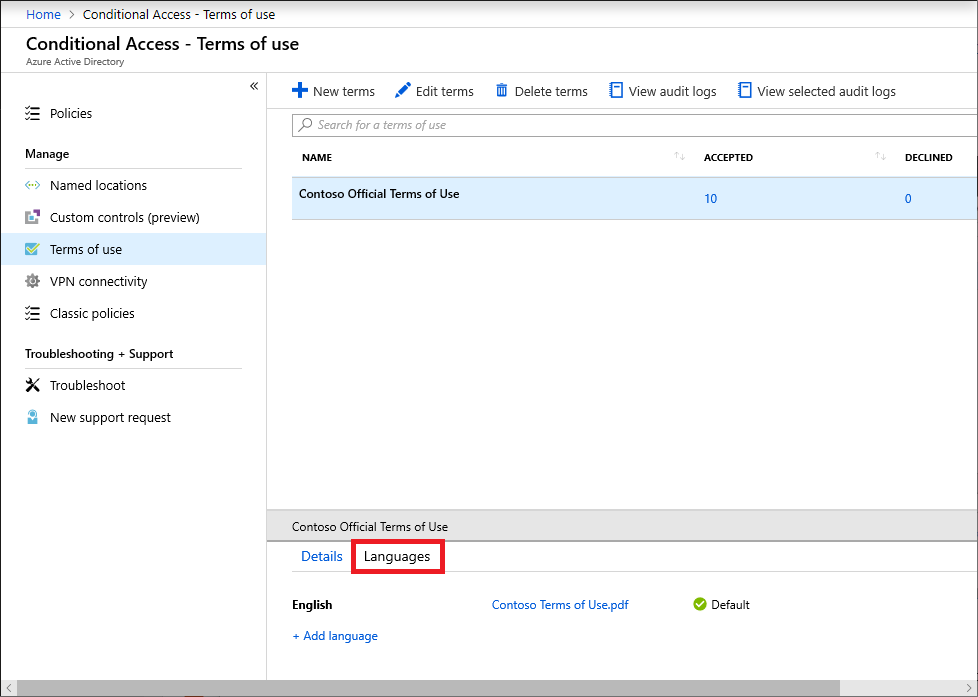 Home > Conditional Access - Terms of use
Conditional Access - Terms of use
Azure Active Directory
«
Policies
Manage
Named locations
Custom controls (preview)
Terms of use
VPN connectivity
Classic policies
Troubleshooting + Support
Troubleshoot
New support request
New terms Edit terms Delete terms View audit logs View selected audit logs
Search for a terms of use
NAME ACCEPTED DECLINED
Contoso Official Terms of Use 10 0
Contoso Official Terms of Use
Details Languages
English Contoso Terms of Use.pdf Default
+ Add language